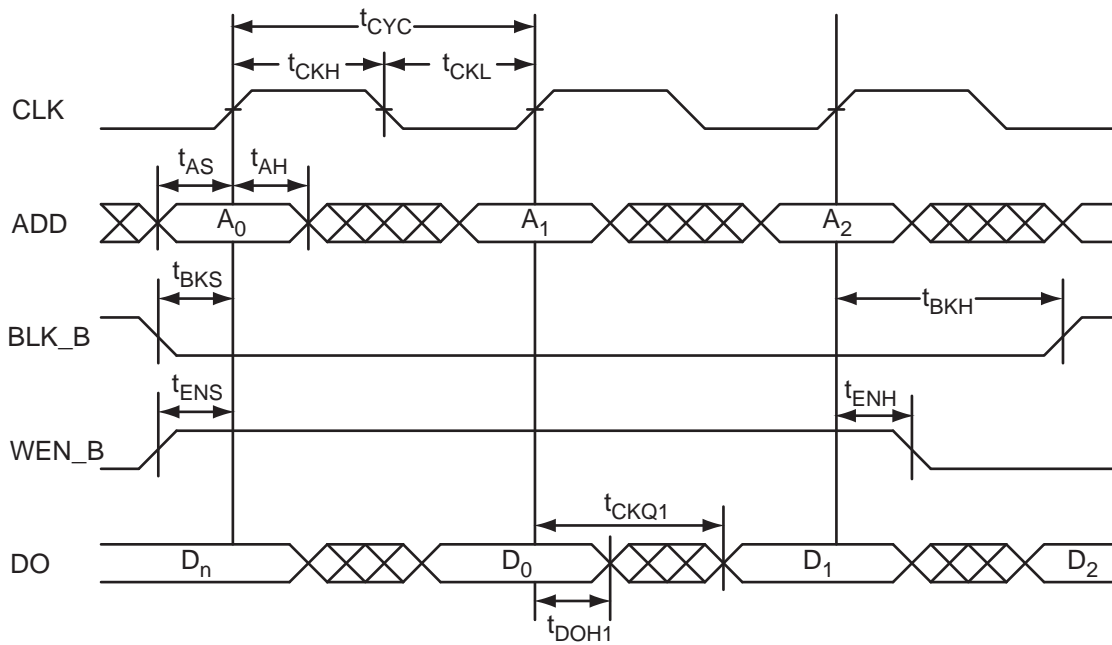 tCYC
tCKH tCKL
CLK
tAS tAH
ADD A0 A1 A2
tBKS tBKH
BLK_B
tENS tENH
WEN_B
tCKQ1
DO Dn D0 D1 D2
tDOH1